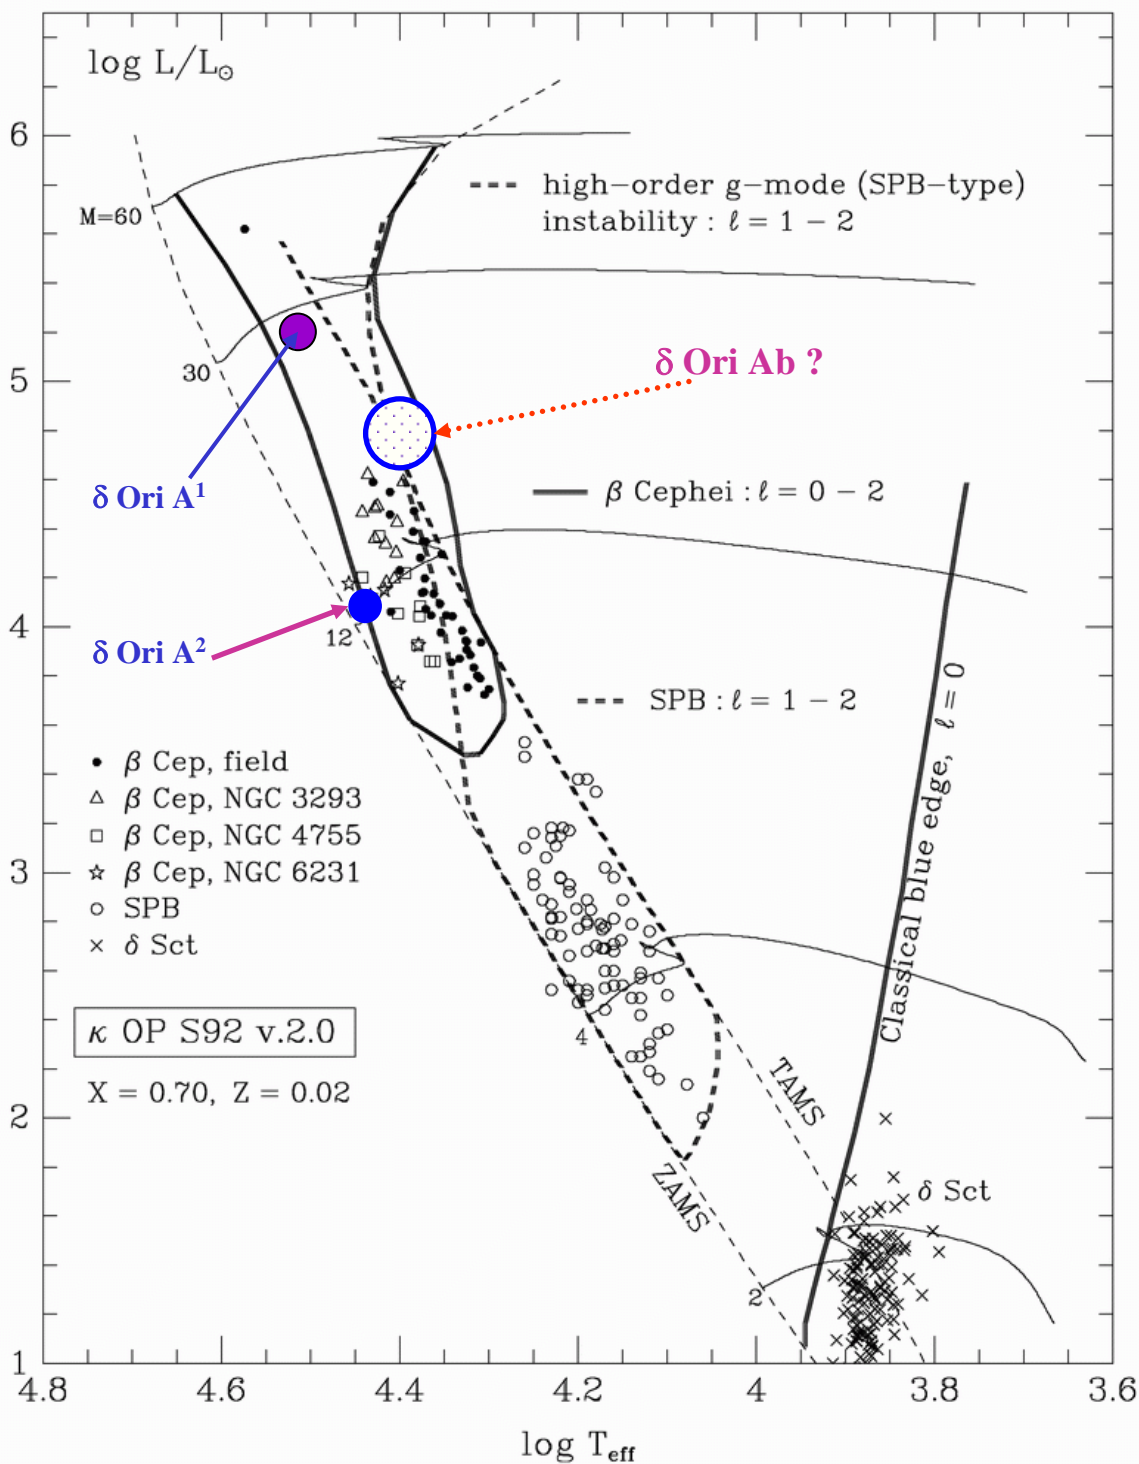 log L/L☉
6
M=60
high-order g-mode (SPB-type)
instability : ℓ = 1 - 2
30
5
δ Ori Ab ?
δ Ori A¹
β Cephei : ℓ = 0 - 2
4
12
δ Ori A²
SPB : ℓ = 1 - 2
β Cep, field
β Cep, NGC 3293
β Cep, NGC 4755
β Cep, NGC 6231
SPB
δ Sct
3
Classical blue edge, ℓ = 0
κ OP S92 v.2.0
4
X = 0.70, Z = 0.02
2
TAMS
ZAMS
δ Sct
2
1
4.8
4.6
4.4
4.2
4
3.8
3.6
log T_eff